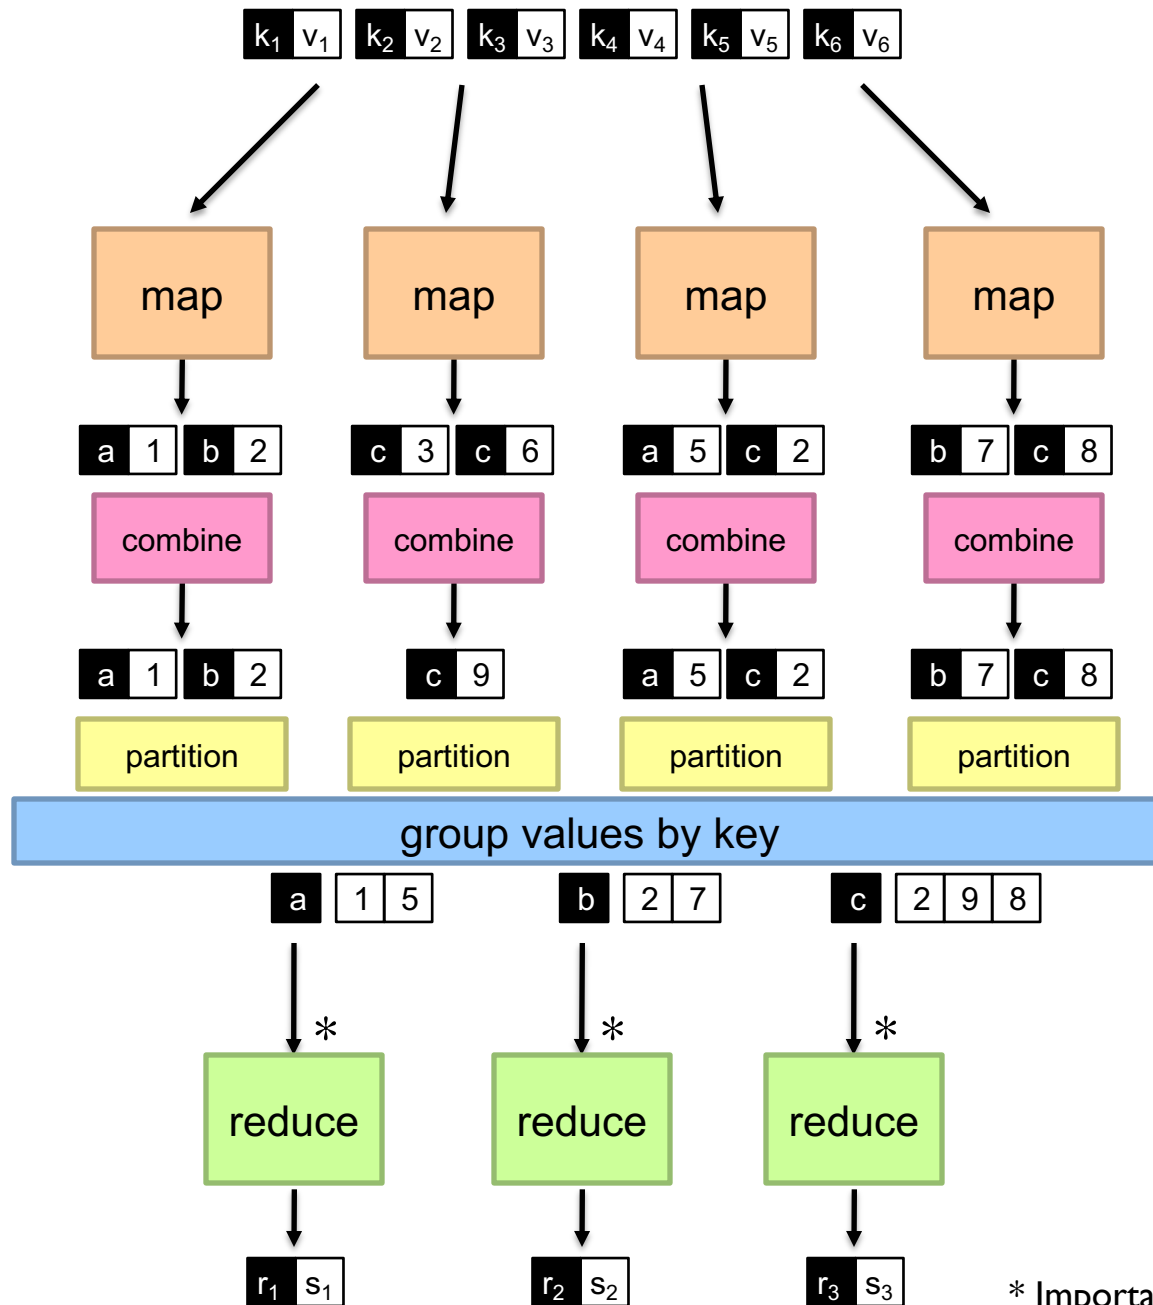 k₁ v₁ k₂ v₂ k₃ v₃ k₄ v₄ k₅ v₅ k₆ v₆
map map map map
a 1 b 2 c 3 c 6 a 5 c 2 b 7 c 8
combine combine combine combine
a 1 b 2 c 9 a 5 c 2 b 7 c 8
partition partition partition partition
group values by key
a 1 5 b 2 7 c 2 9 8
* * *
reduce reduce reduce
r₁ s₁ r₂ s₂ r₃ s₃
*